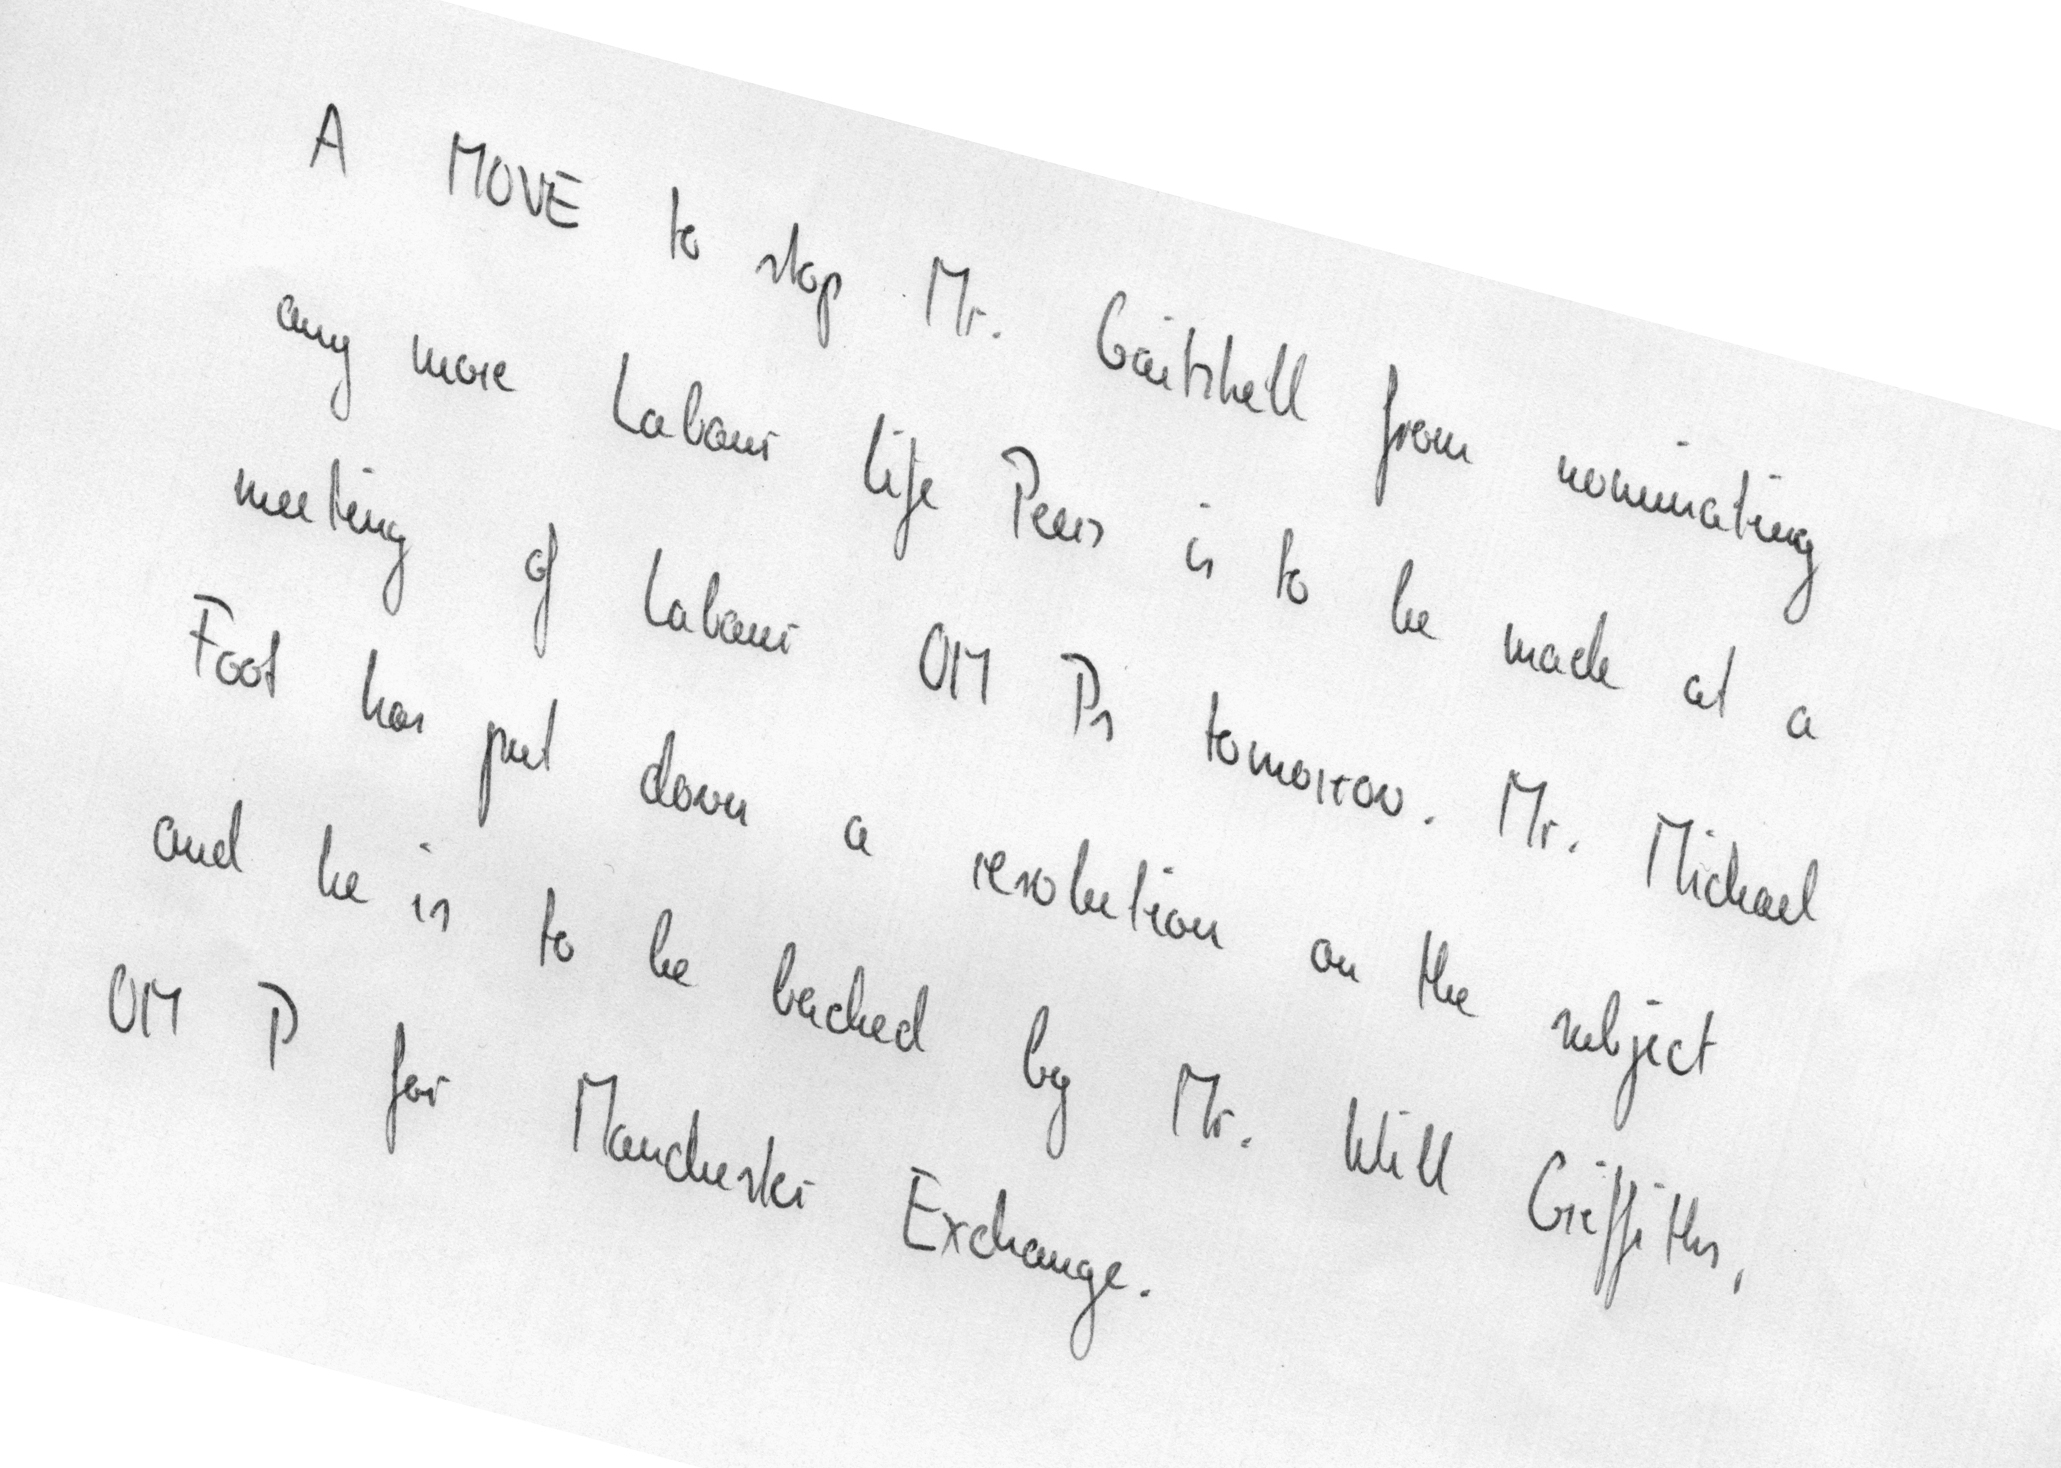 A MOVE to stop Mr. Gaitskell from nominating
any more Labour life Peers is to be made at a
meeting of Labour OM Ps tomorrow. Mr. Michael
Foot has put down a resolution on the subject
and he is to be backed by Mr. Will Griffiths,
OM P for Manchester Exchange.